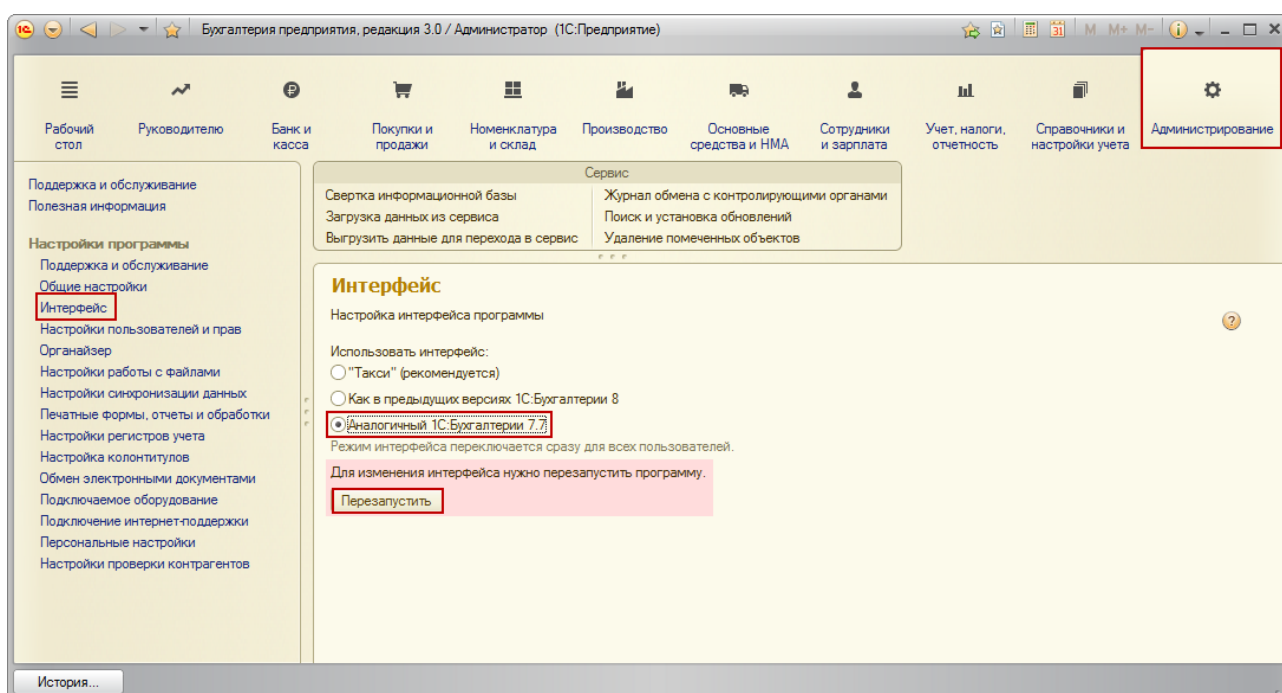 Бухгалтерия предприятия, редакция 3.0 / Администратор (1С:Предприятие)
M M+ M-
31
Рабочий стол
Руководителю
Банк и касса
Покупки и продажи
Номенклатура и склад
Производство
Основные средства и НМА
Сотрудники и зарплата
Учет, налоги, отчетность
Справочники и настройки учета
Администрирование
Поддержка и обслуживание
Полезная информация
Настройки программы
Поддержка и обслуживание
Общие настройки
Интерфейс
Настройки пользователей и прав
Органайзер
Настройки работы с файлами
Настройки синхронизации данных
Печатные формы, отчеты и обработки
Настройки регистров учета
Настройка колонтитулов
Обмен электронными документами
Подключаемое оборудование
Подключение интернет-поддержки
Персональные настройки
Настройки проверки контрагентов
Сервис
Свертка информационной базы
Загрузка данных из сервиса
Выгрузить данные для перехода в сервис
Журнал обмена с контролирующими органами
Поиск и установка обновлений
Удаление помеченных объектов
Интерфейс
Настройка интерфейса программы
Использовать интерфейс:
"Такси" (рекомендуется)
Как в предыдущих версиях 1С:Бухгалтерии 8
Аналогичный 1С:Бухгалтерии 7.7
Режим интерфейса переключается сразу для всех пользователей.
Для изменения интерфейса нужно перезапустить программу.
Перезапустить
История...